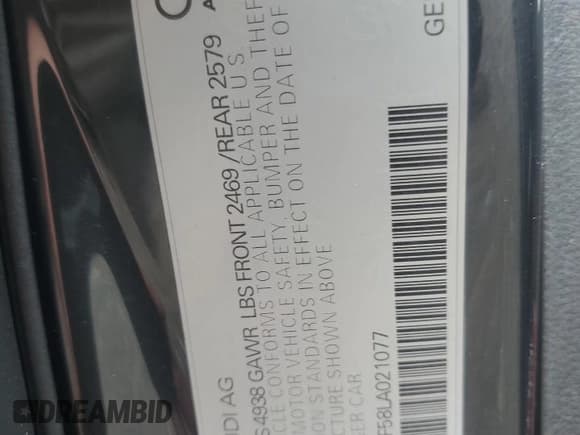 DI AG
4938 GAWR LBS FRONT 2469 /REAR 2579
CLE CONFORMS TO ALL APPLICABLE U S
MOTOR VEHICLE SAFETY, BUMPER AND THEF
ON STANDARDS IN EFFECT ON THE DATE OF
CTURE SHOWN ABOVE
ER CAR
F58LA021077
GE
DREAMBID